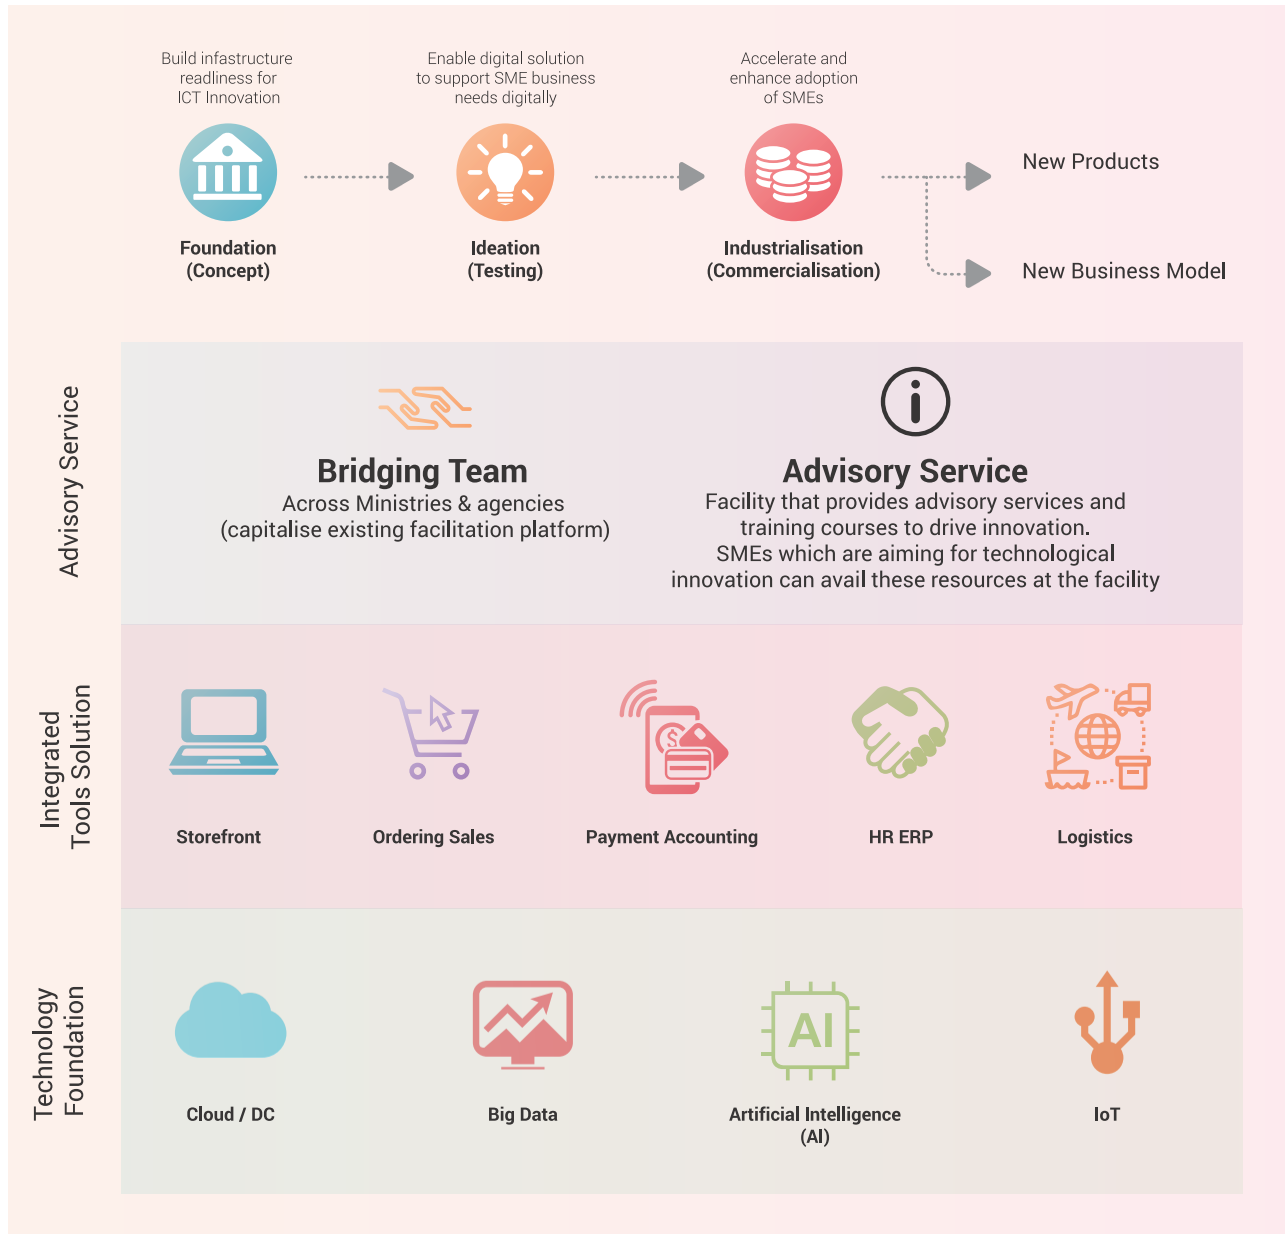 Build infastructure
readliness for
ICT Innovation
Enable digital solution
to support SME business
needs digitally
Accelerate and
enhance adoption
of SMEs
Foundation
(Concept)
Ideation
(Testing)
Industrialisation
(Commercialisation)
New Products
New Business Model
Advisory Service
Bridging Team
Across Ministries & agencies
(capitalise existing facilitation platform)
Advisory Service
Facility that provides advisory services and
training courses to drive innovation.
SMEs which are aiming for technological
innovation can avail these resources at the facility
Integrated
Tools Solution
$
Storefront
Ordering Sales
Payment Accounting
HR ERP
Logistics
Technology
Foundation
AI
Cloud / DC
Big Data
Artificial Intelligence
(AI)
IoT